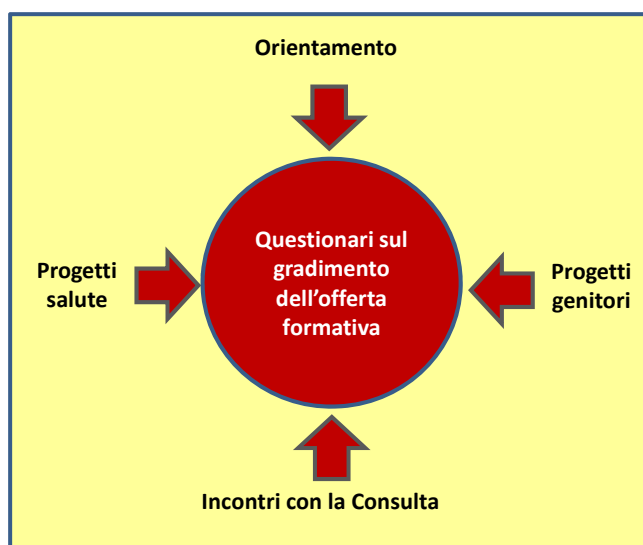 Orientamento
Questionari sul
gradimento
dell'offerta
formativa
Progetti
salute
Progetti
genitori
Incontri con la Consulta